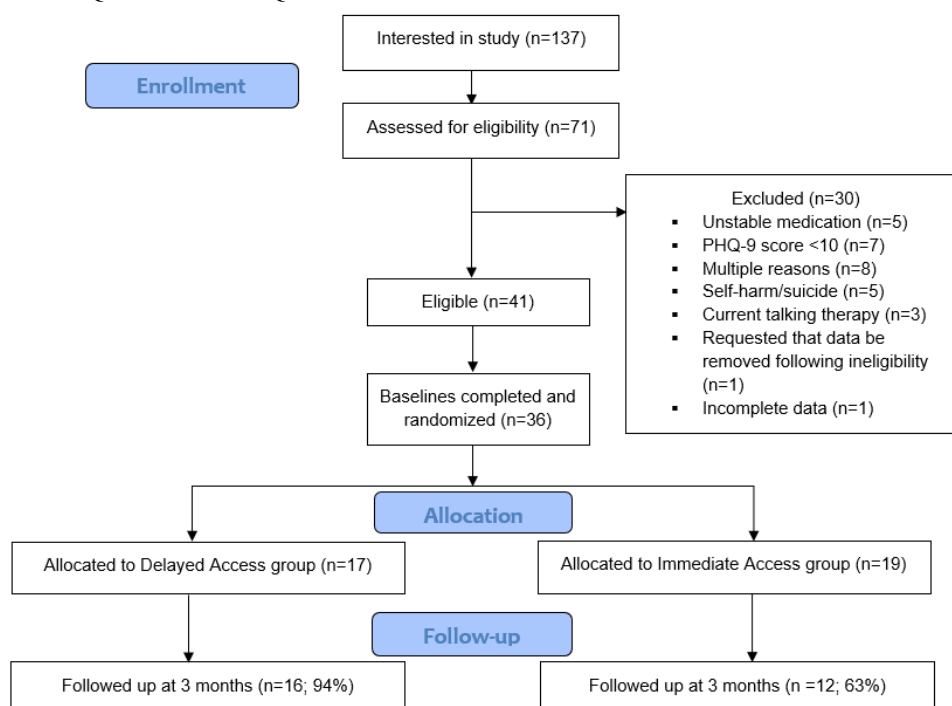 Interested in study (n=137)
Enrollment
Assessed for eligibility (n=71)
Excluded (n=30)
▪ Unstable medication (n=5)
▪ PHQ-9 score <10 (n=7)
▪ Multiple reasons (n=8)
▪ Self-harm/suicide (n=5)
▪ Current talking therapy (n=3)
▪ Requested that data be
removed following ineligibility
(n=1)
▪ Incomplete data (n=1)
Eligible (n=41)
Baselines completed and
randomized (n=36)
Allocation
Allocated to Delayed Access group (n=17)
Allocated to Immediate Access group (n=19)
Follow-up
Followed up at 3 months (n=16; 94%)
Followed up at 3 months (n =12; 63%)